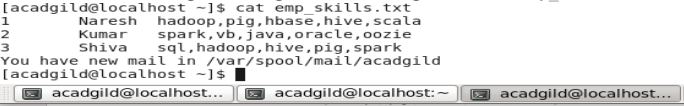 [acadgild@localhost ~]$ cat emp_skills.txt
1 Naresh hadoop,pig,hbase,hive,scala
2 Kumar spark,vb,java,oracle,oozie
3 Shiva sql,hadoop,hive,pig,spark
You have new mail in /var/spool/mail/acadgild
[acadgild@localhost ~]$
acadgild@localhost... acadgild@localhost:~ acadgild@localhost...